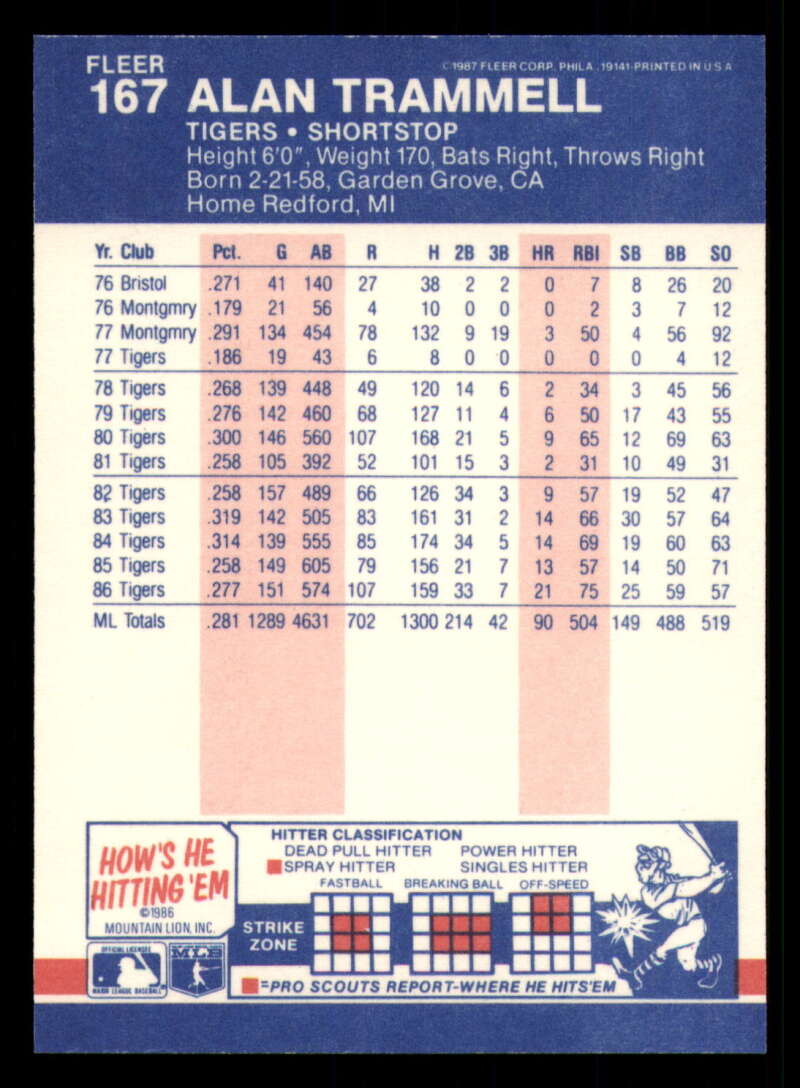 FLEER
©1987 FLEER CORP. PHILA. 19141-PRINTED IN U S A
167 ALAN TRAMMELL
TIGERS • SHORTSTOP
Height 6'0", Weight 170, Bats Right, Throws Right
Born 2-21-58, Garden Grove, CA
Home Redford, MI
Yr. Club Pct. G AB R H 2B 3B HR RBI SB BB SO
76 Bristol .271 41 140 27 38 2 2 0 7 8 26 20
76 Montgmry .179 21 56 4 10 0 0 0 2 3 7 12
77 Montgmry .291 134 454 78 132 9 19 3 50 4 56 92
77 Tigers .186 19 43 6 8 0 0 0 0 0 4 12
78 Tigers .268 139 448 49 120 14 6 2 34 3 45 56
79 Tigers .276 142 460 68 127 11 4 6 50 17 43 55
80 Tigers .300 146 560 107 168 21 5 9 65 12 69 63
81 Tigers .258 105 392 52 101 15 3 2 31 10 49 31
82 Tigers .258 157 489 66 126 34 3 9 57 19 52 47
83 Tigers .319 142 505 83 161 31 2 14 66 30 57 64
84 Tigers .314 139 555 85 174 34 5 14 69 19 60 63
85 Tigers .258 149 605 79 156 21 7 13 57 14 50 71
86 Tigers .277 151 574 107 159 33 7 21 75 25 59 57
ML Totals .281 1289 4631 702 1300 214 42 90 504 149 488 519
HOW'S HE
HITTING 'EM
©1986
MOUNTAIN LION, INC.
OFFICIAL LICENSEE
MAJOR LEAGUE BASEBALL
MLB
HITTER CLASSIFICATION
DEAD PULL HITTER POWER HITTER
SPRAY HITTER SINGLES HITTER
FASTBALL BREAKING BALL OFF-SPEED
STRIKE
ZONE
=PRO SCOUTS REPORT-WHERE HE HITS'EM